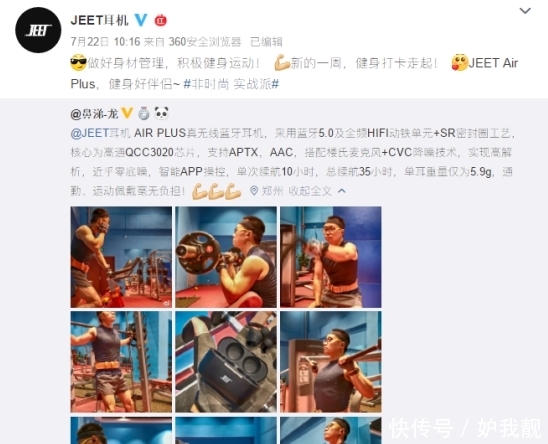 JEET耳机
7月22日 10:16 来自 360安全浏览器 已编辑
做好身材管理，积极健身运动！ 新的一周，健身打卡走起！ JEET Air
Plus，健身好伴侣~ #非时尚 实战派#
@鼻涕-龙
@JEET耳机 AIR PLUS真无线蓝牙耳机，采用蓝牙5.0及全频HIFI动铁单元+SR密封圈工艺，
核心为高通QCC3020芯片，支持APTX，AAC，搭配楼氏麦克风+CVC降噪技术，实现高解
析，近乎零底噪，智能APP操控，单次续航10小时，总续航35小时，单耳重量仅为5.9g，通
勤、运动佩戴毫无负担！ 郑州 收起全文
JEET
快传号／妒我靓